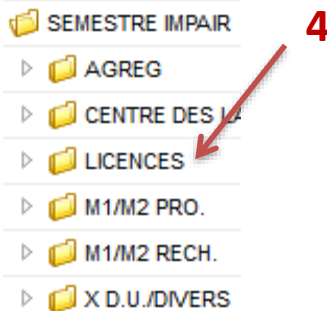 SEMESTRE IMPAIR
4
AGREG
CENTRE DES
LICENCES
M1/M2 PRO.
M1/M2 RECH.
X D.U./DIVERS